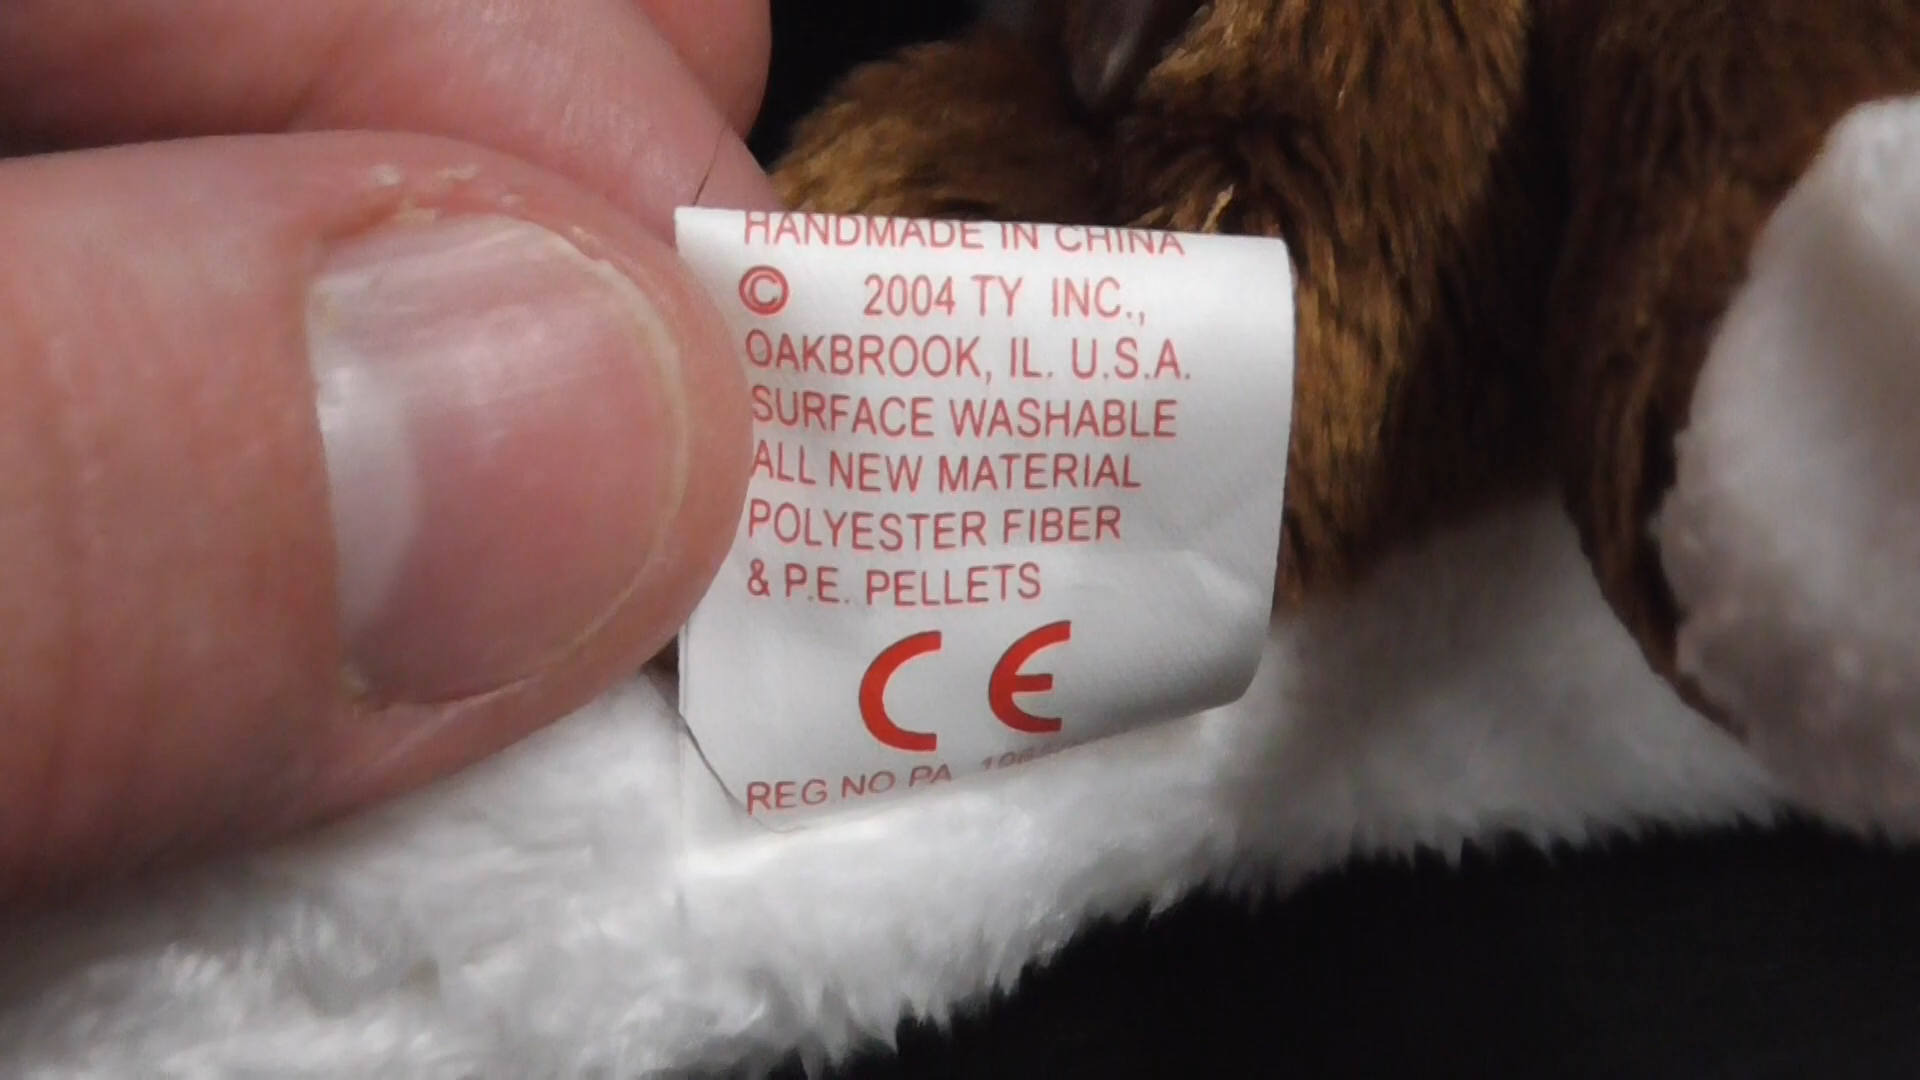 HANDMADE IN CHINA
© 2004 TY INC.,
OAKBROOK, IL. U.S.A.
SURFACE WASHABLE
ALL NEW MATERIAL
POLYESTER FIBER
& P.E. PELLETS
CE
REG NO PA